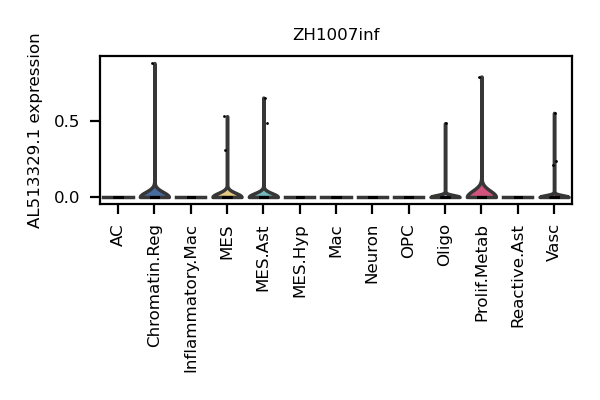 ZH1007inf
AL513329.1 expression
0.5
0.0
AC
Chromatin.Reg
Inflammatory.Mac
MES
MES.Ast
MES.Hyp
Mac
Neuron
OPC
Oligo
Prolif.Metab
Reactive.Ast
Vasc